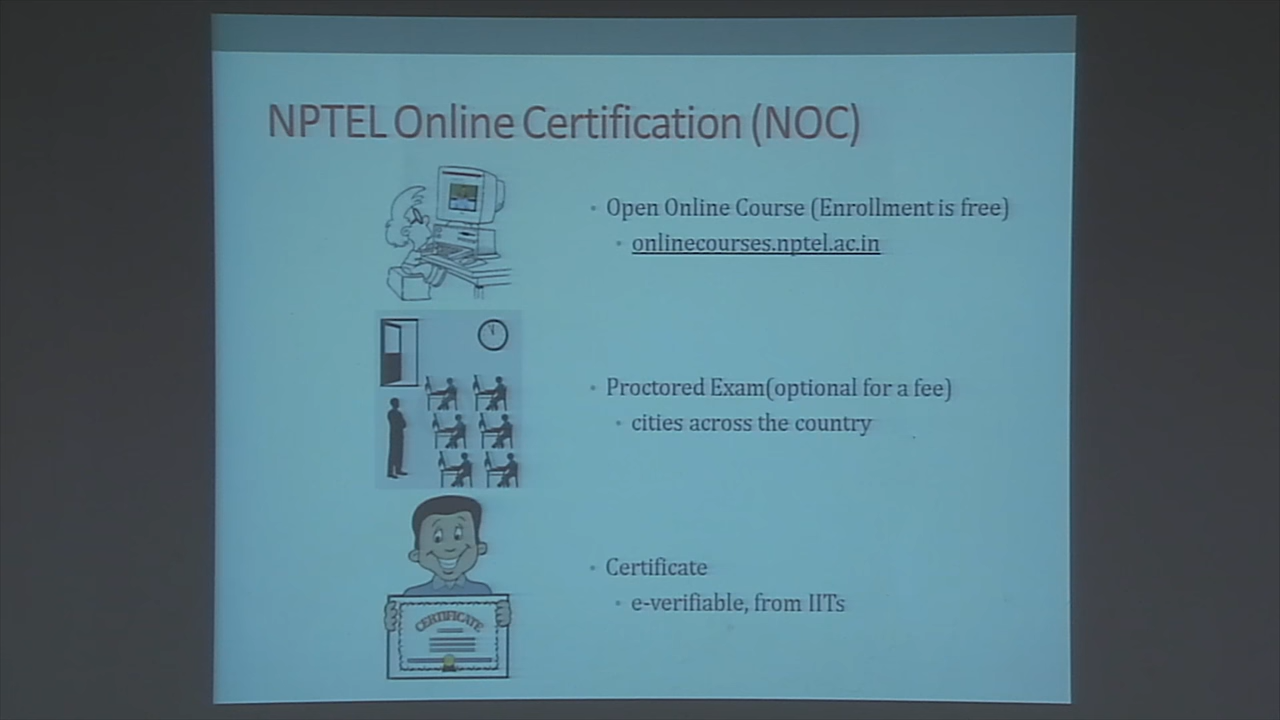 NPTEL Online Certification (NOC)
• Open Online Course (Enrollment is free)
• onlinecourses.nptel.ac.in
• Proctored Exam(optional for a fee)
• cities across the country
• Certificate
• e-verifiable, from IITs
CERTIFICATE